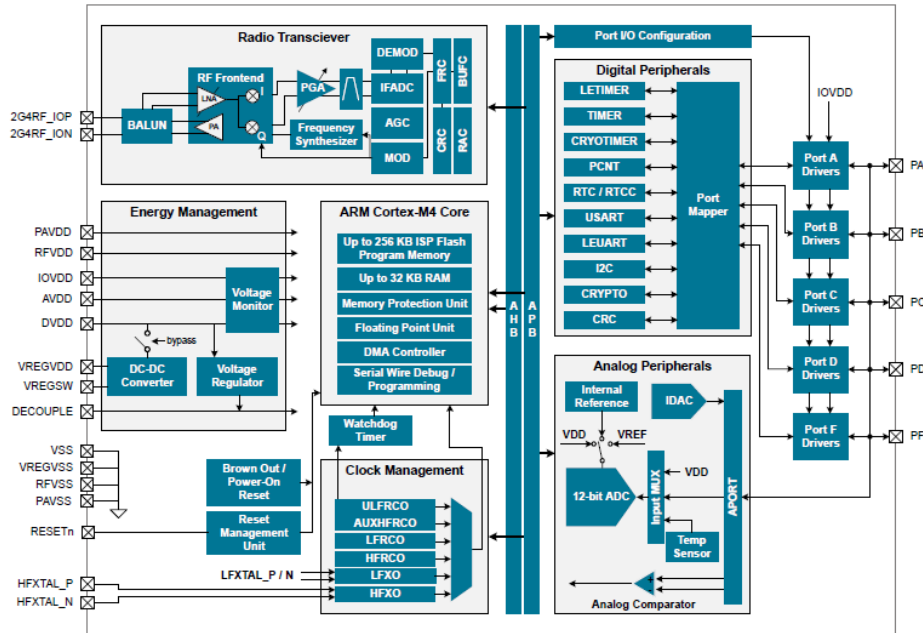 Radio Transciever
RF Frontend
LNA
I
PA
Q
BALUN
PGA
Frequency
Synthesizer
DEMOD
IFADC
AGC
MOD
FRC
BUFC
CRC
RAC
2G4RF_IOP
2G4RF_ION
Energy Management
PAVDD
RFVDD
IOVDD
AVDD
DVDD
Voltage
Monitor
bypass
VREGVDD
VREGSW
DC-DC
Converter
Voltage
Regulator
DECOUPLE
VSS
VREGVSS
RFVSS
PAVSS
RESETn
Brown Out /
Power-On
Reset
Reset
Management
Unit
HFXTAL_P
HFXTAL_N
LFXTAL_P / N
ARM Cortex-M4 Core
Up to 256 KB ISP Flash
Program Memory
Up to 32 KB RAM
Memory Protection Unit
Floating Point Unit
DMA Controller
Serial Wire Debug /
Programming
Watchdog
Timer
Clock Management
ULFRCO
AUXHFRCO
LFRCO
HFRCO
LFXO
HFXO
AHB
APB
Port I/O Configuration
Digital Peripherals
LETIMER
TIMER
CRYOTIMER
PCNT
RTC / RTCC
USART
LEUART
I2C
CRYPTO
CRC
Port
Mapper
Analog Peripherals
Internal
Reference
IDAC
VDD
VREF
12-bit ADC
Input MUX
VDD
Temp
Sensor
APORT
+
-
Analog Comparator
IOVDD
Port A
Drivers
Port B
Drivers
Port C
Drivers
Port D
Drivers
Port F
Drivers
PA